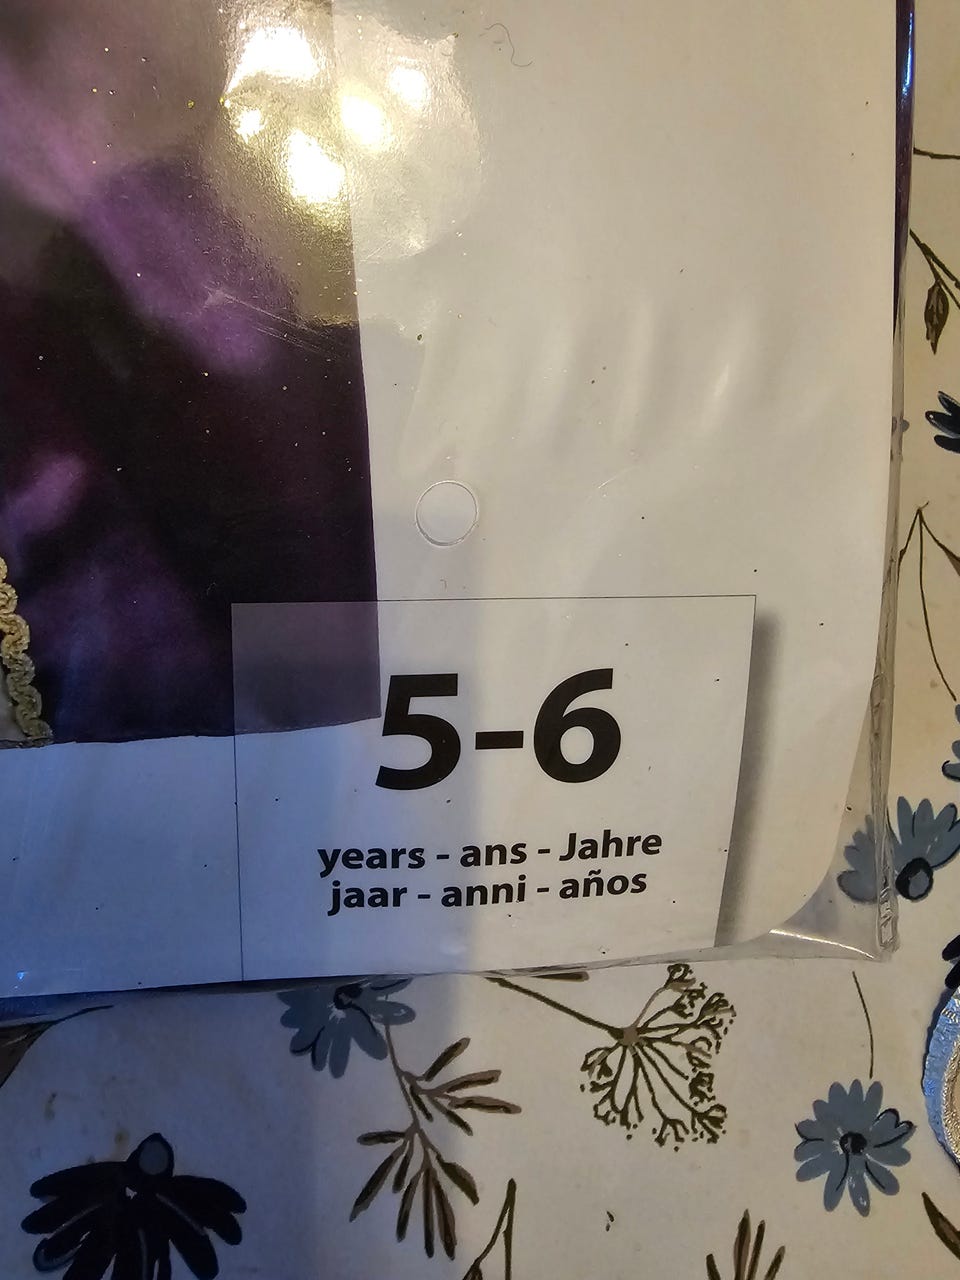 5-6
years - ans - Jahre
jaar - anni - años